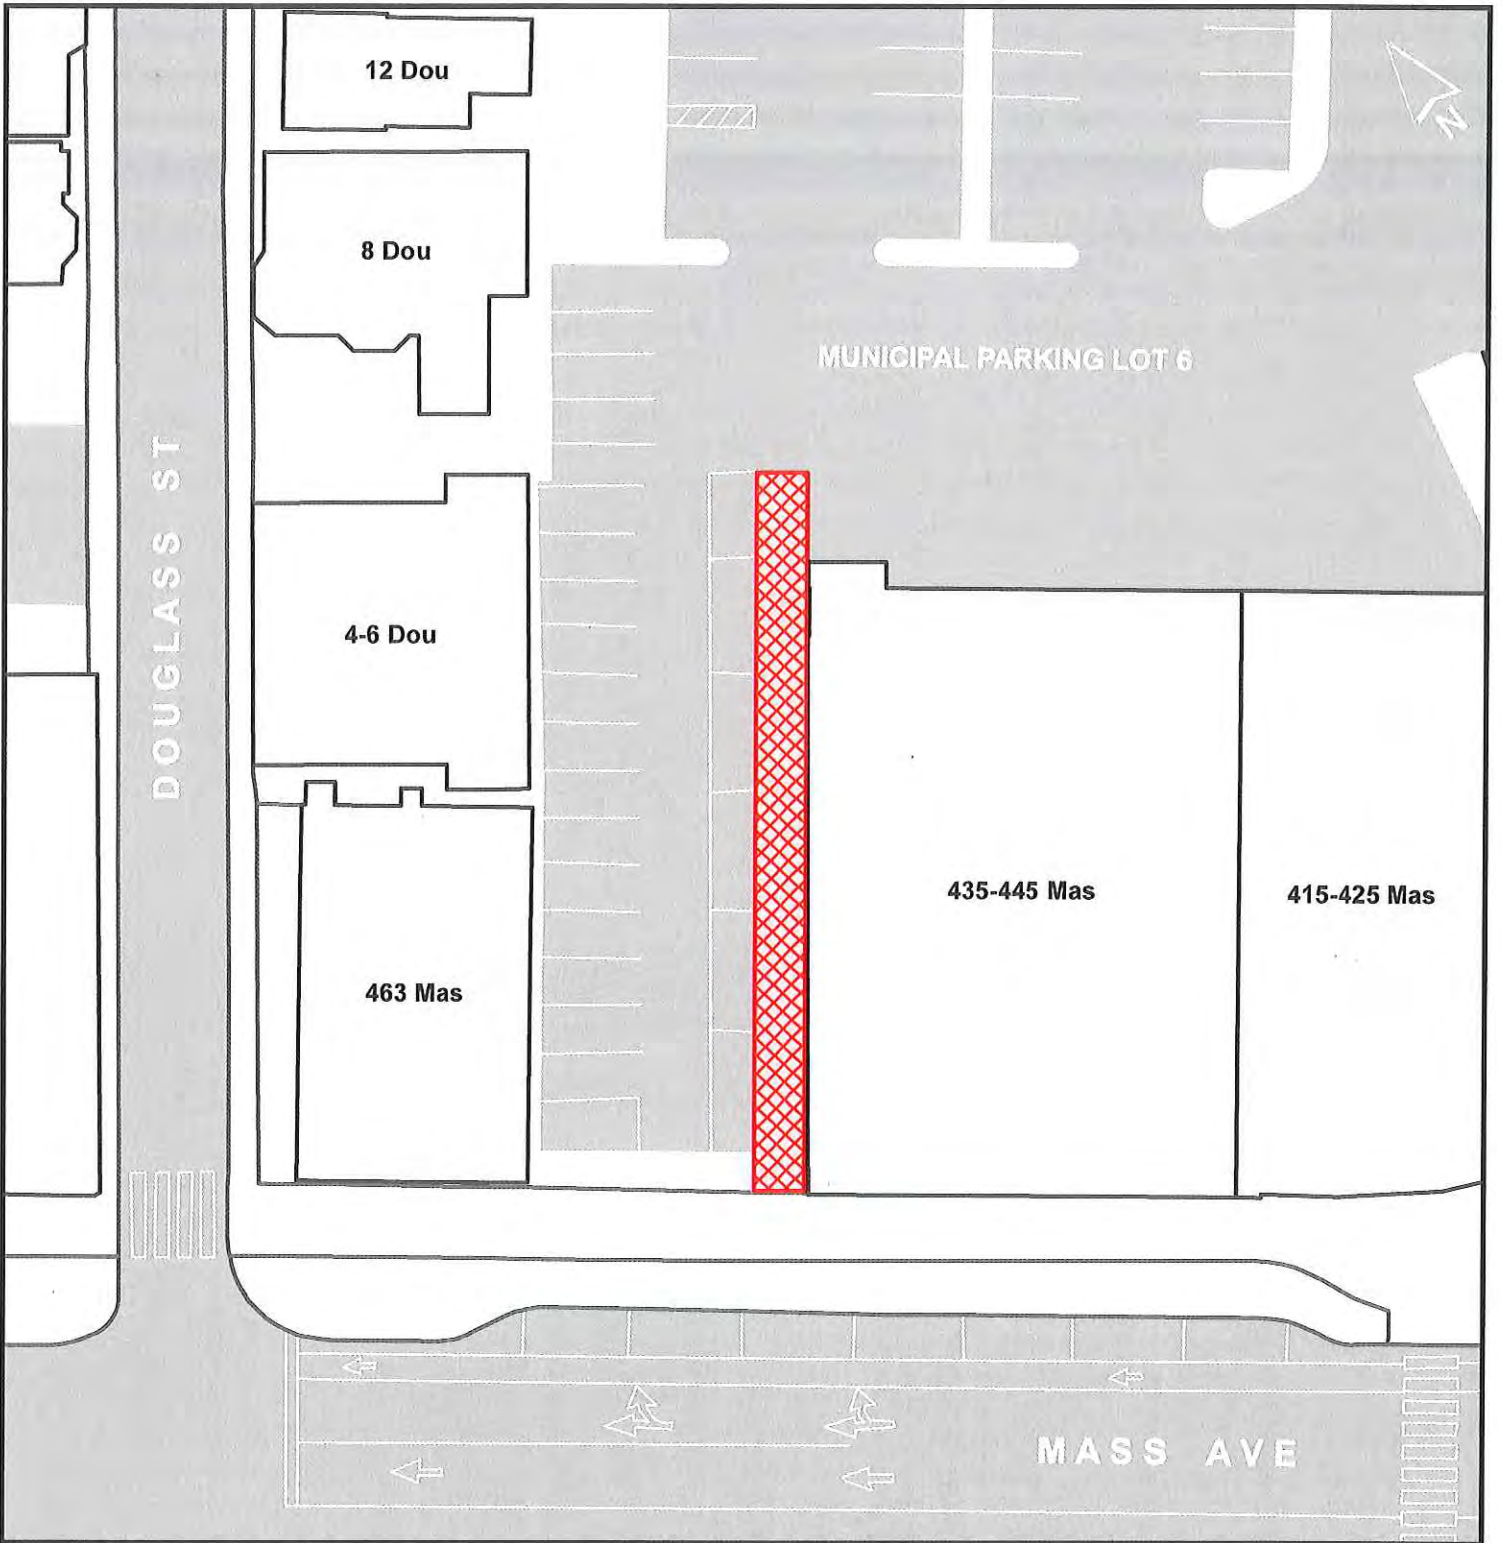 12 Dou
N
8 Dou
MUNICIPAL PARKING LOT 6
DOUGLASS ST
4-6 Dou
435-445 Mas
415-425 Mas
463 Mas
MASS AVE